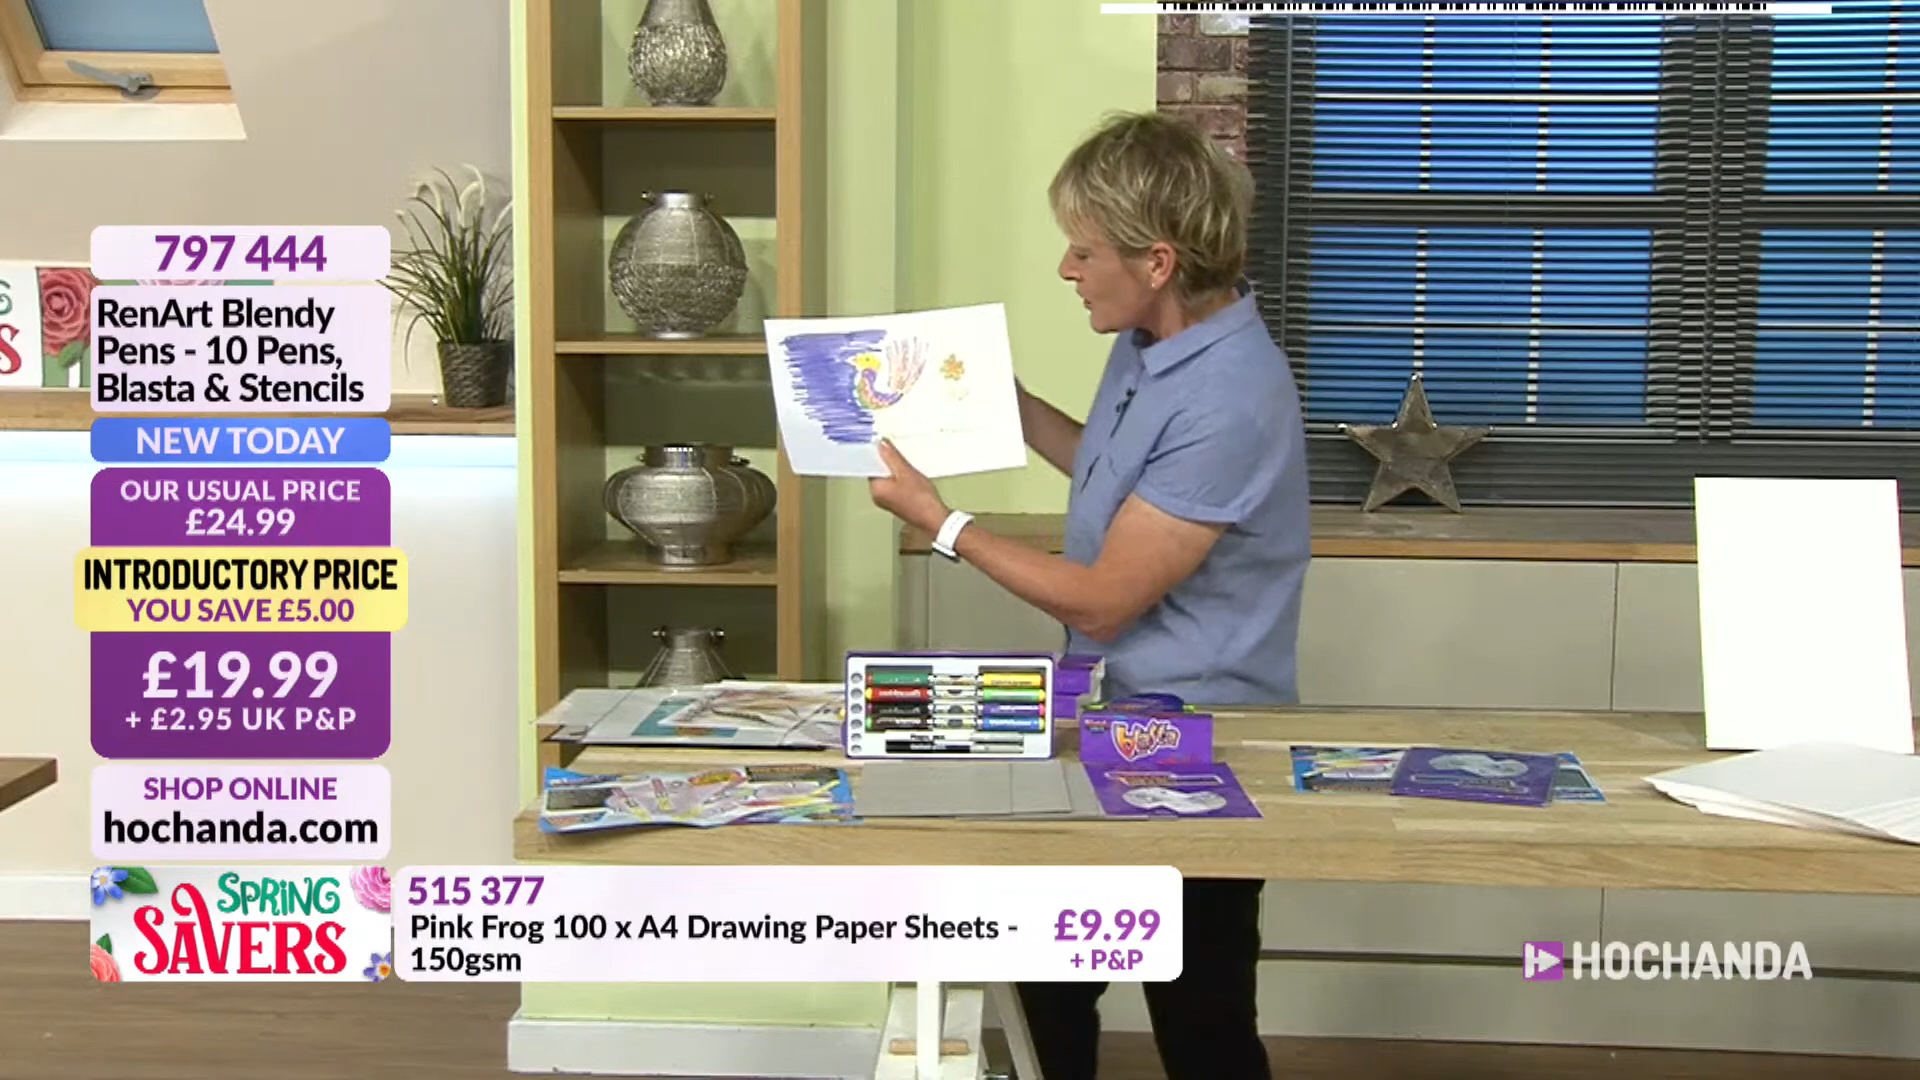 797 444
RenArt Blendy
Pens - 10 Pens,
Blasta & Stencils
NEW TODAY
OUR USUAL PRICE
£24.99
INTRODUCTORY PRICE
YOU SAVE £5.00
£19.99
+ £2.95 UK P&P
SHOP ONLINE
hochanda.com
SPRING
SAVERS
515 377
Pink Frog 100 x A4 Drawing Paper Sheets -
150gsm
£9.99
+ P&P
HOCHANDA
blasta